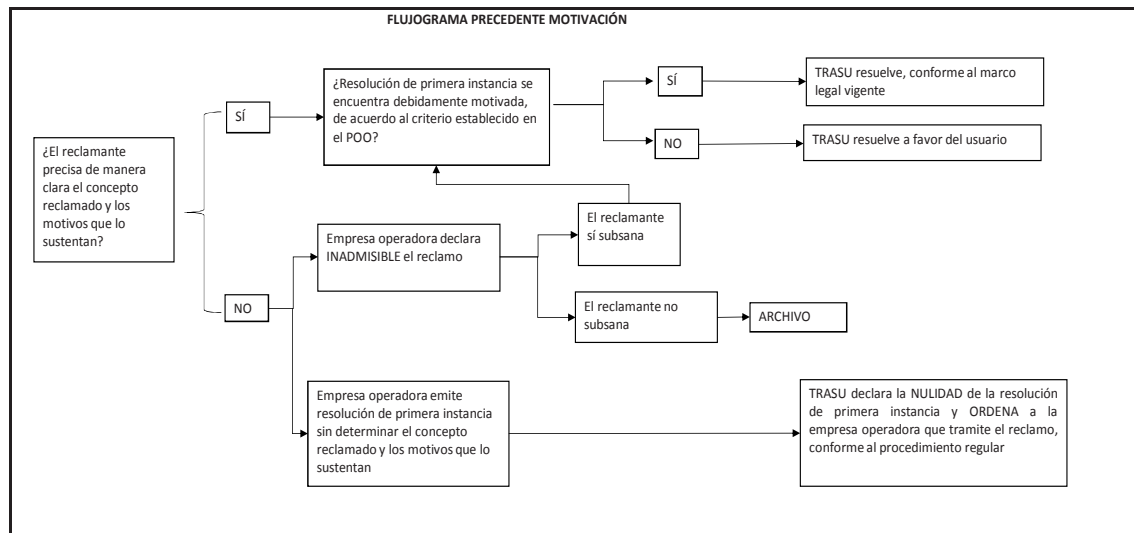 FLUJOGRAMA PRECEDENTE MOTIVACIÓN
¿El reclamante
precisa de manera
clara el concepto
reclamado y los
motivos que lo
sustentan?
SÍ
¿Resolución de primera instancia se
encuentra debidamente motivada,
de acuerdo al criterio establecido en
el POO?
SÍ
TRASU resuelve, conforme al marco
legal vigente
NO
TRASU resuelve a favor del usuario
NO
Empresa operadora declara
INADMISIBLE el reclamo
El reclamante
sí subsana
El reclamante no
subsana
ARCHIVO
Empresa operadora emite
resolución de primera instancia
sin determinar el concepto
reclamado y los motivos que lo
sustentan
TRASU declara la NULIDAD de la resolución
de primera instancia y ORDENA a la
empresa operadora que tramite el reclamo,
conforme al procedimiento regular